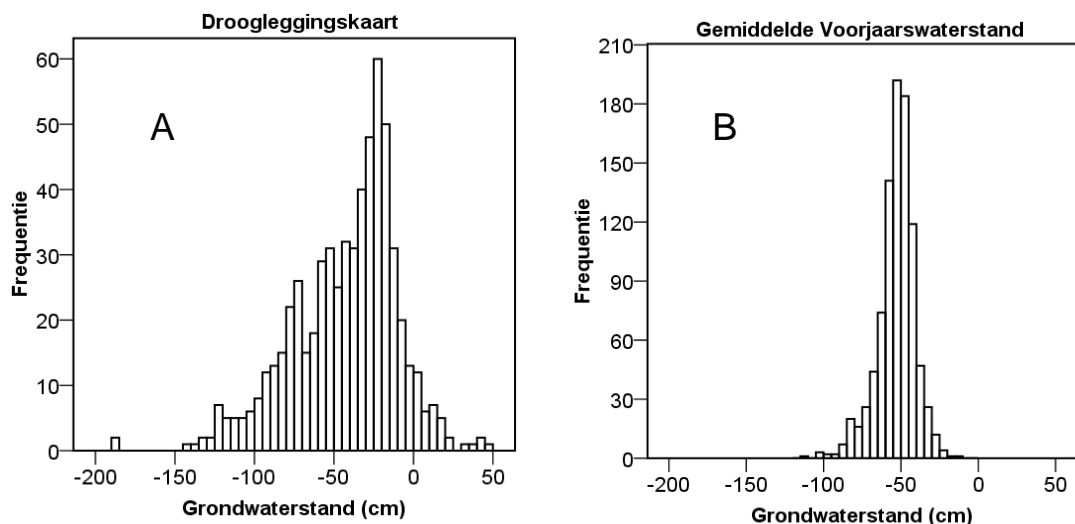 Droogleggingskaart
A
Frequentie
60
50
40
30
20
10
0
-200 -150 -100 -50 0 50
Grondwaterstand (cm)
Gemiddelde Voorjaarswaterstand
B
Frequentie
210
180
150
120
90
60
30
0
-200 -150 -100 -50 0 50
Grondwaterstand (cm)